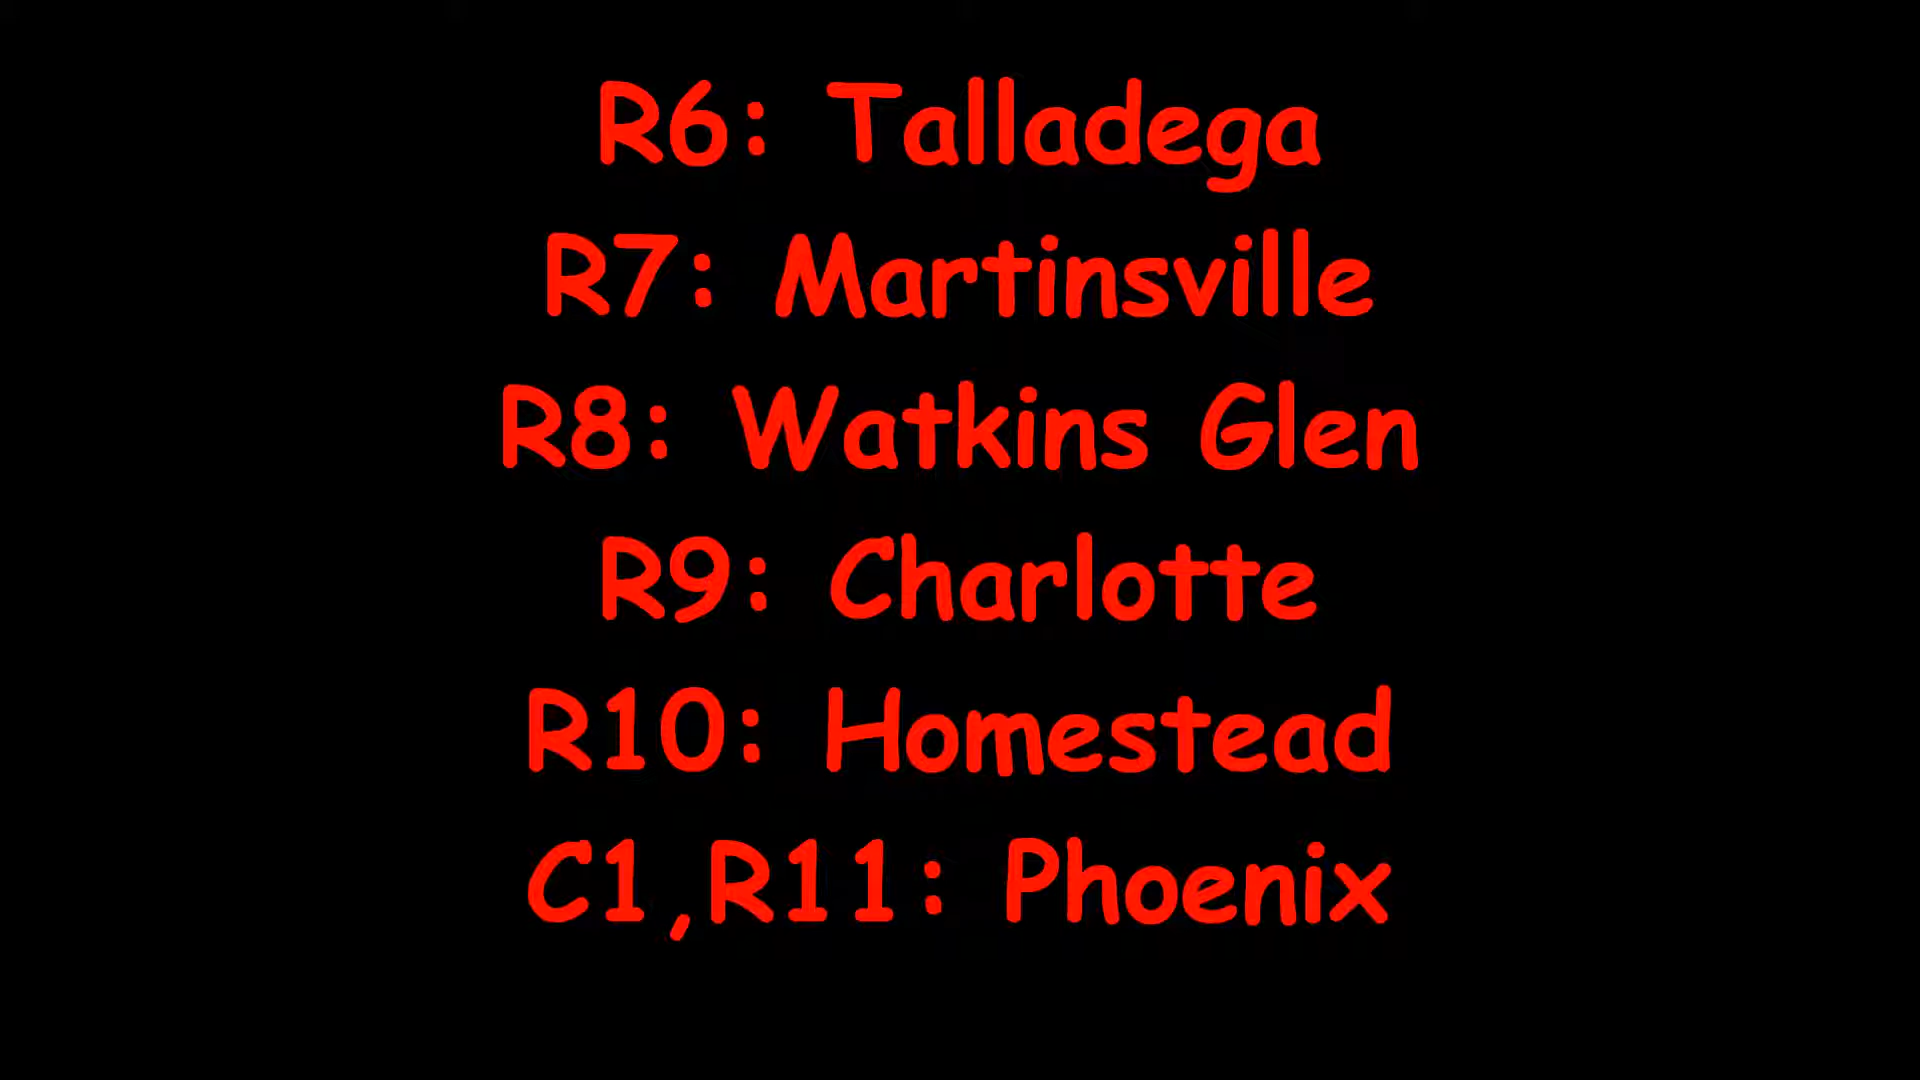 R6: Talladega
R7: Martinsville
R8: Watkins Glen
R9: Charlotte
R10: Homestead
C1,R11: Phoenix